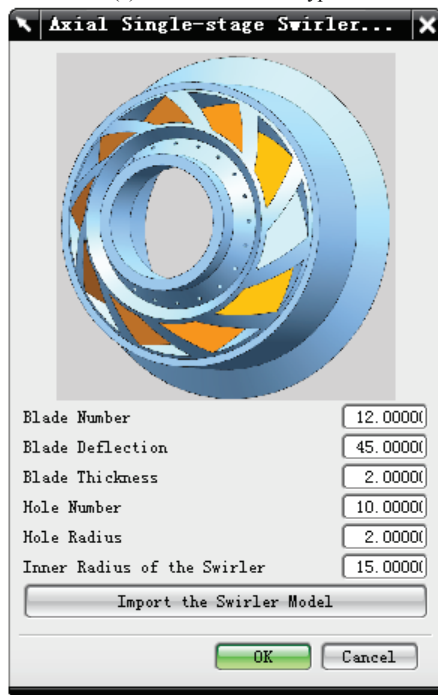 Axial Single-stage Swirler...
Blade Number 12.0000(
Blade Deflection 45.0000(
Blade Thickness 2.0000(
Hole Number 10.0000(
Hole Radius 2.0000(
Inner Radius of the Swirler 15.0000(
Import the Swirler Model
OK Cancel